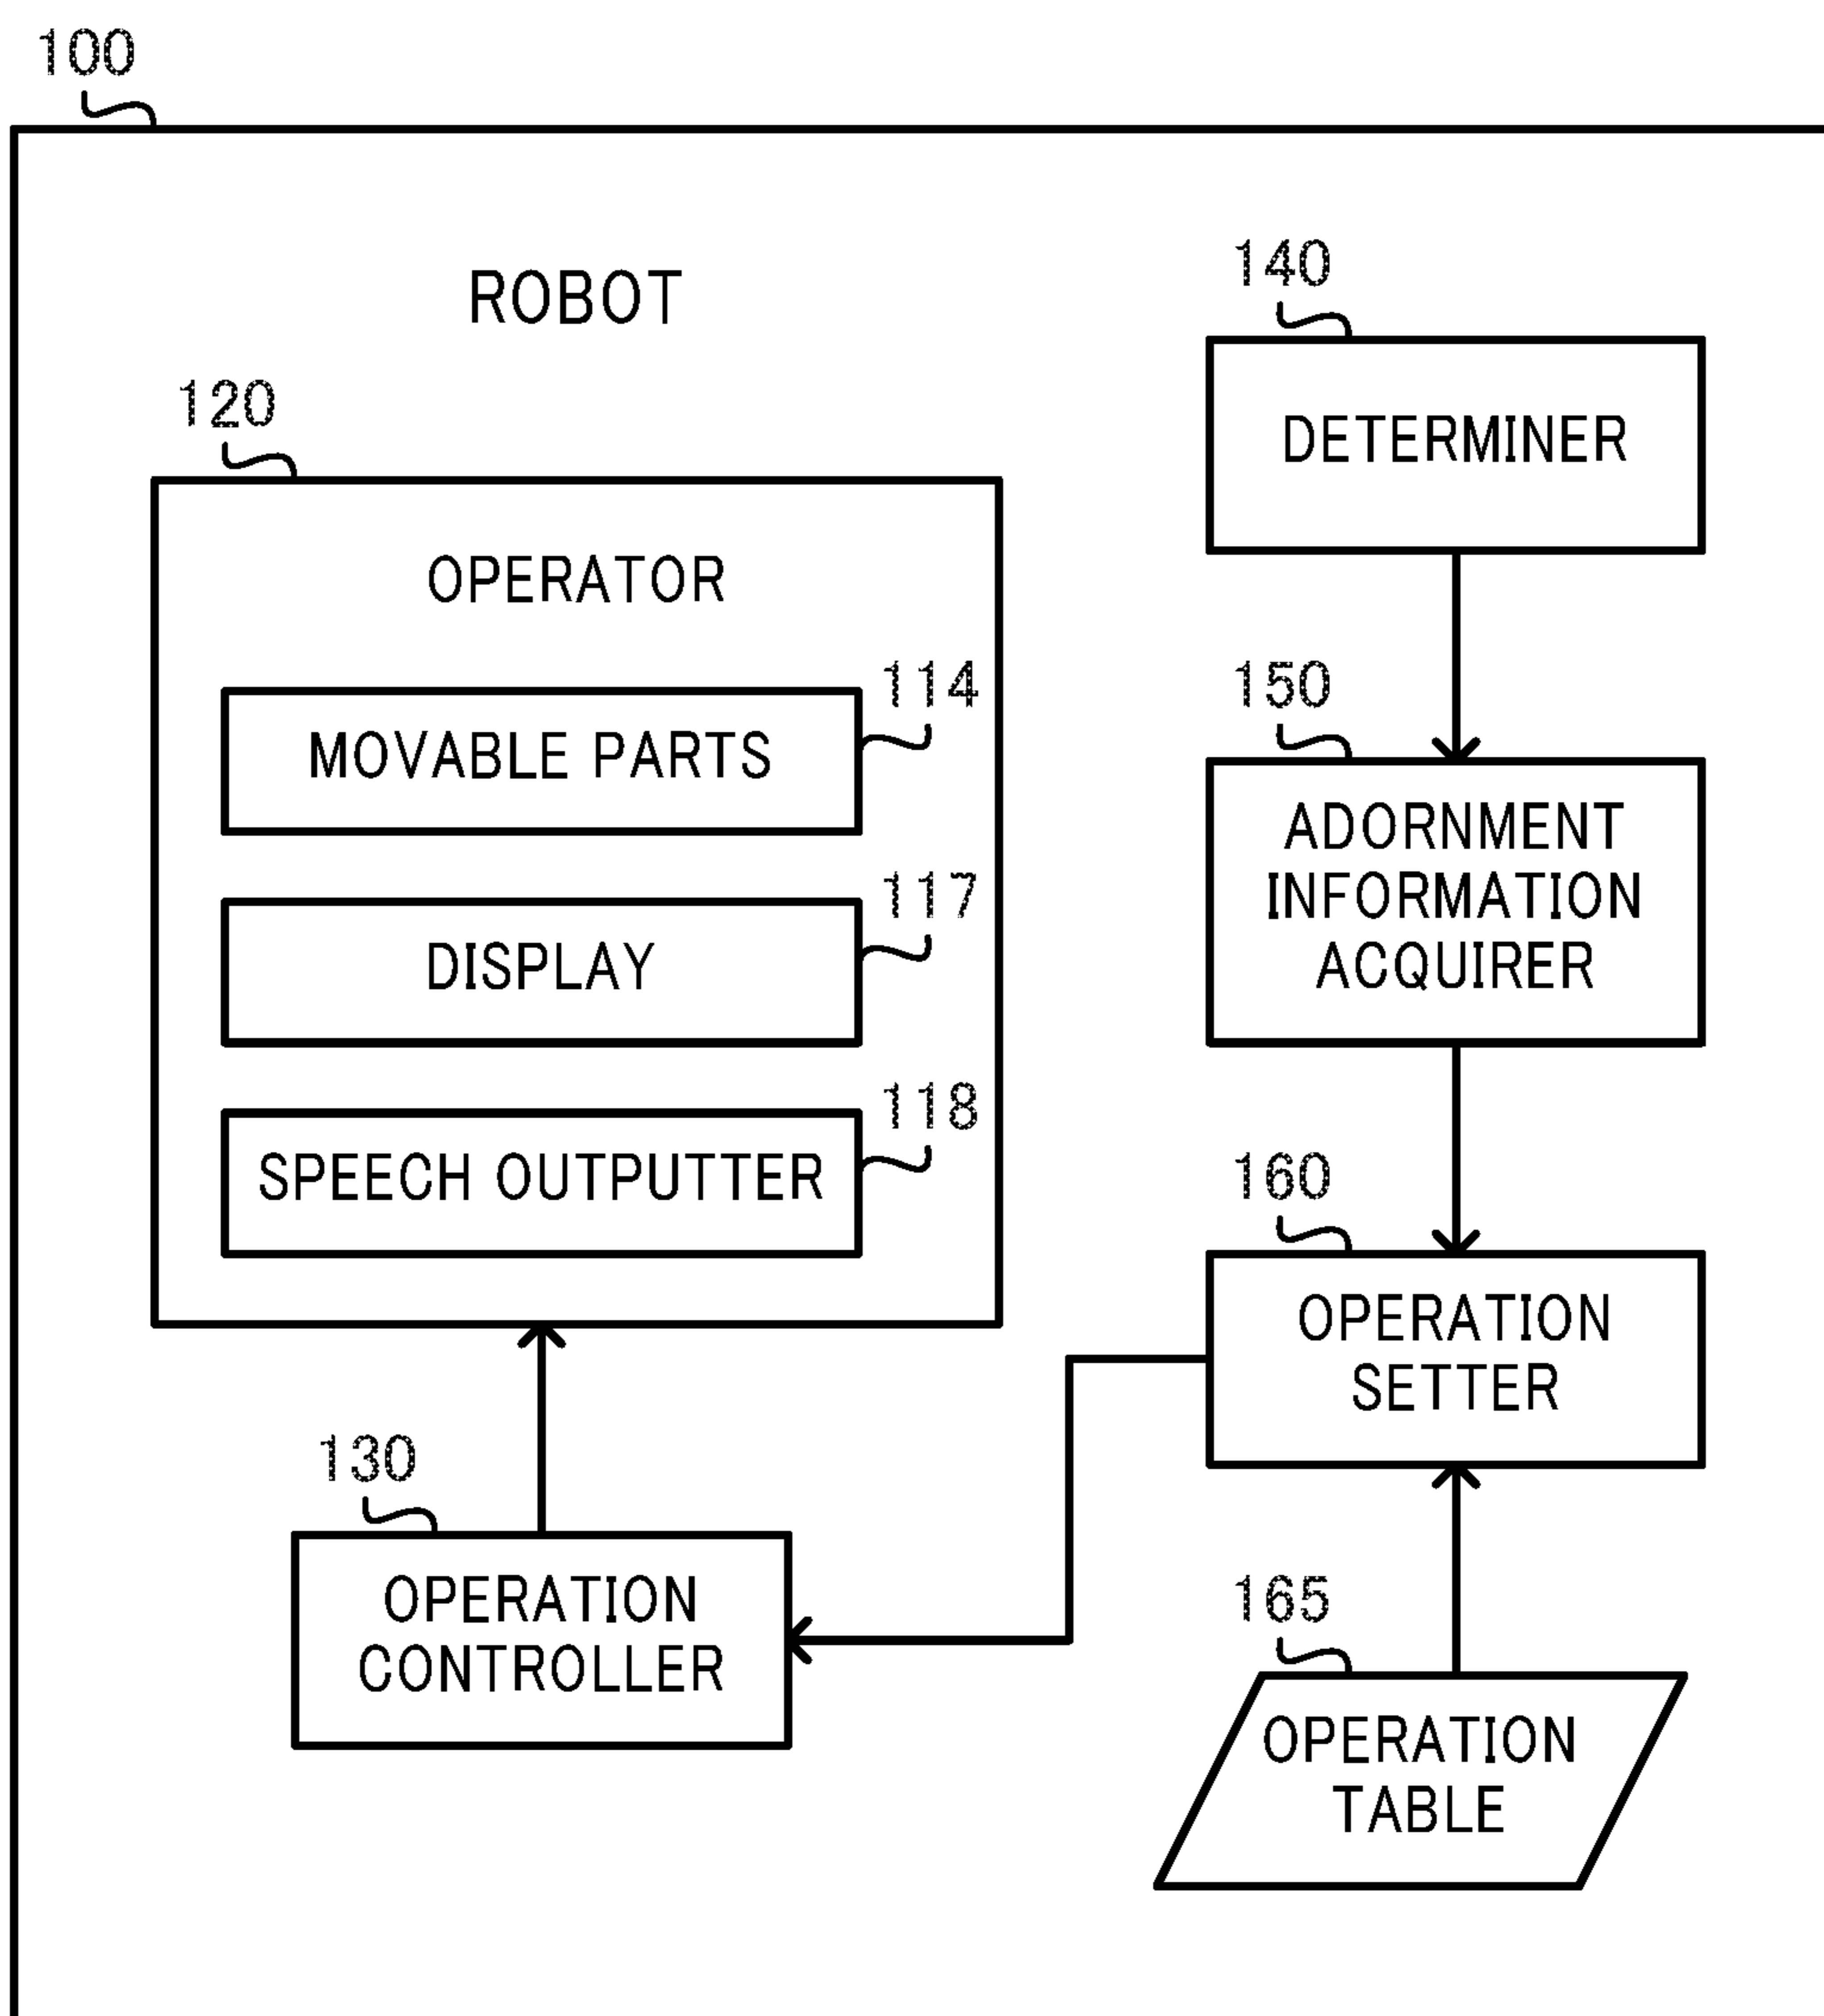 100
ROBOT
120
OPERATOR
114
MOVABLE PARTS
117
DISPLAY
118
SPEECH OUTPUTTER
130
OPERATION
CONTROLLER
140
DETERMINER
150
ADORNMENT
INFORMATION
ACQUIRER
160
OPERATION
SETTER
165
OPERATION
TABLE